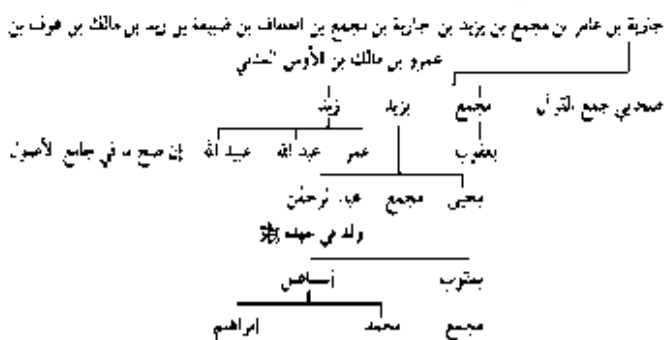 جارية بن عامر بن مجمع بن يزيد بن جارية بن مجمع بن العطاف بن ضبيعة بن زيد بن مالك بن عوف بن
عمرو بن مالك بن الأوس المدني
صحابي جمع القرآن مجمع يزيد زيد
يعقوب عمر عبد الله عبيد الله إن صح ما في جامع الأصول
يحيى مجمع عبد الرحمن
ولد في عهده ﷺ
يعقوب إسماعيل
مجمع محمد إبراهيم